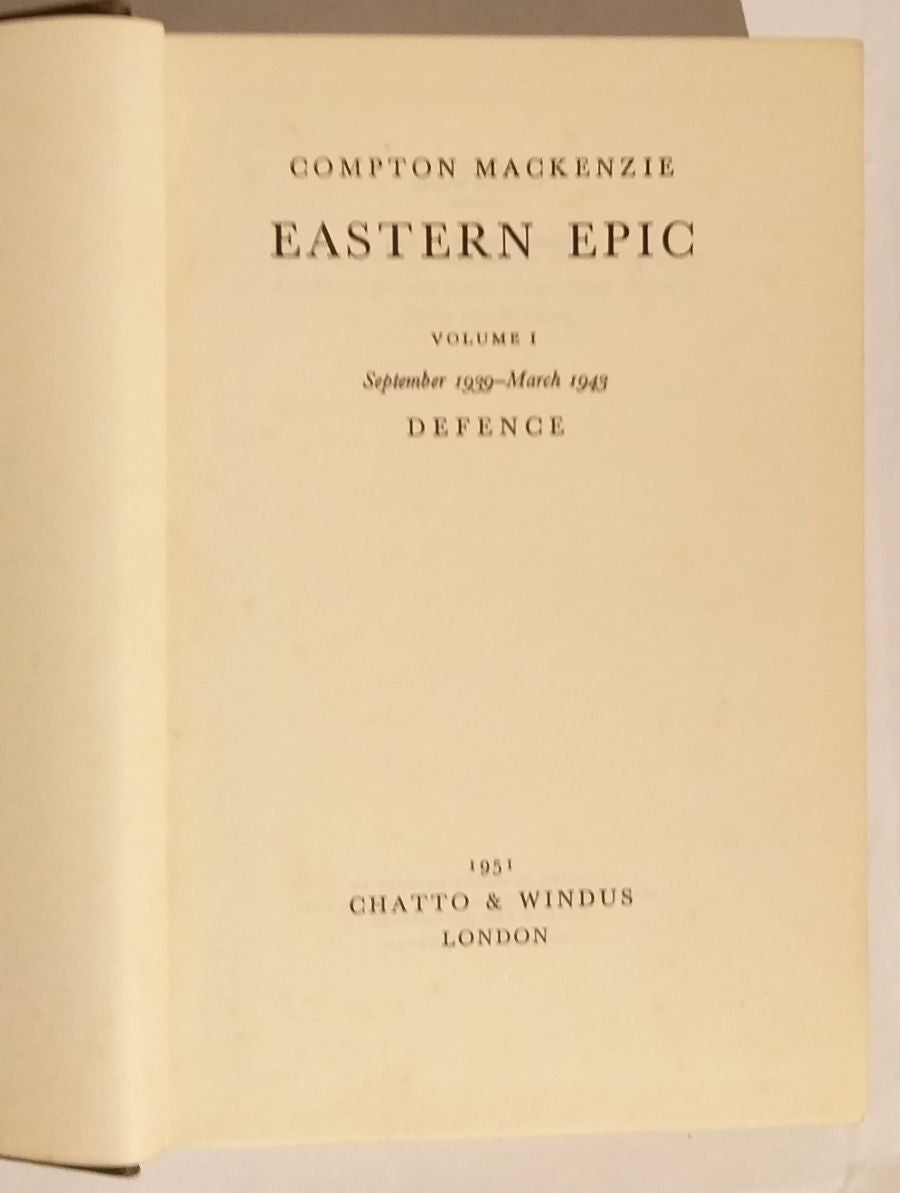 COMPTON MACKENZIE
EASTERN EPIC
VOLUME I
September 1939–March 1943
DEFENCE
1951
CHATTO & WINDUS
LONDON